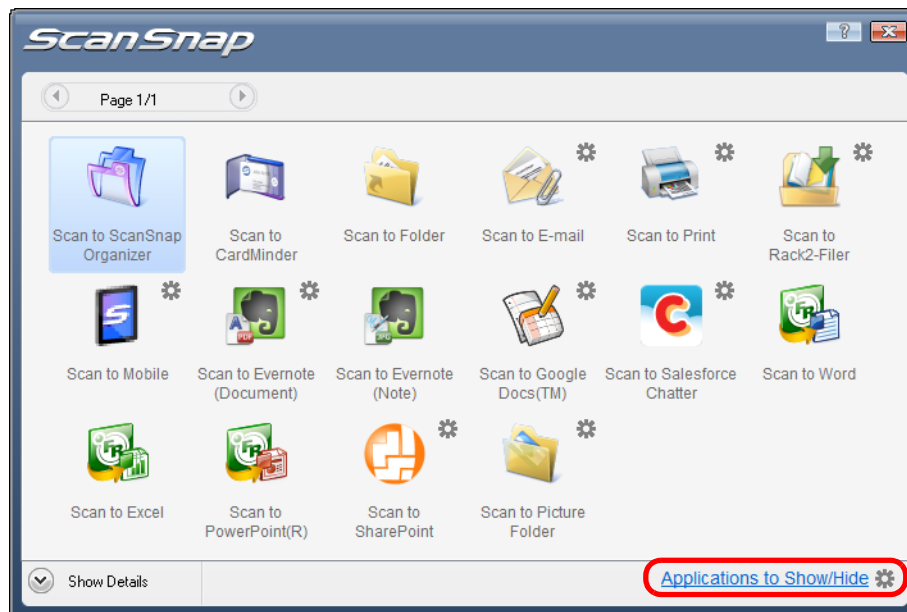 ScanSnap
Page 1/1
Scan to ScanSnap
Organizer
Scan to
CardMinder
Scan to Folder
Scan to E-mail
Scan to Print
Scan to
Rack2-Filer
Scan to Mobile
Scan to Evernote
(Document)
Scan to Evernote
(Note)
Scan to Google
Docs(TM)
Scan to Salesforce
Chatter
Scan to Word
Scan to Excel
Scan to
PowerPoint(R)
Scan to
SharePoint
Scan to Picture
Folder
Show Details
Applications to Show/Hide